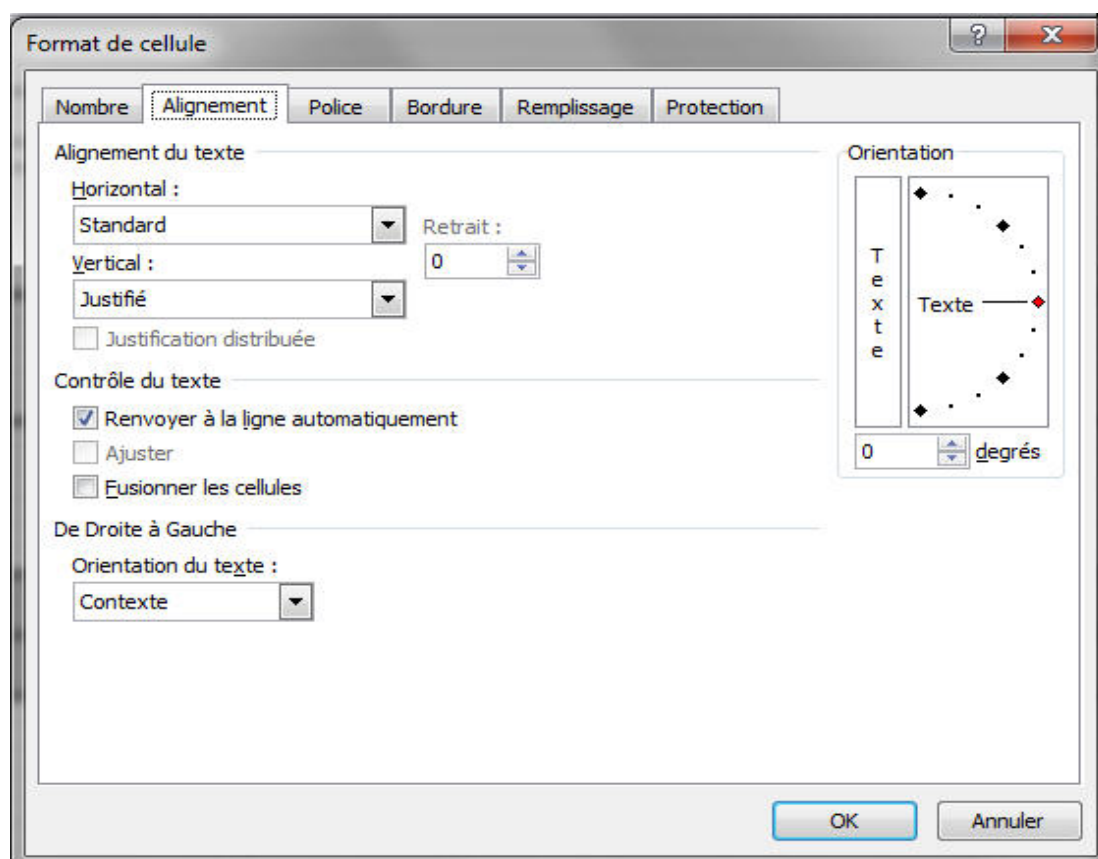 Format de cellule
Nombre Alignement Police Bordure Remplissage Protection
Alignement du texte
Horizontal :
Standard
Retrait :
0
Vertical :
Justifié
Justification distribuée
Contrôle du texte
Renvoyer à la ligne automatiquement
Ajuster
Fusionner les cellules
De Droite à Gauche
Orientation du texte :
Contexte
Orientation
Texte
Texte
0 degrés
OK Annuler